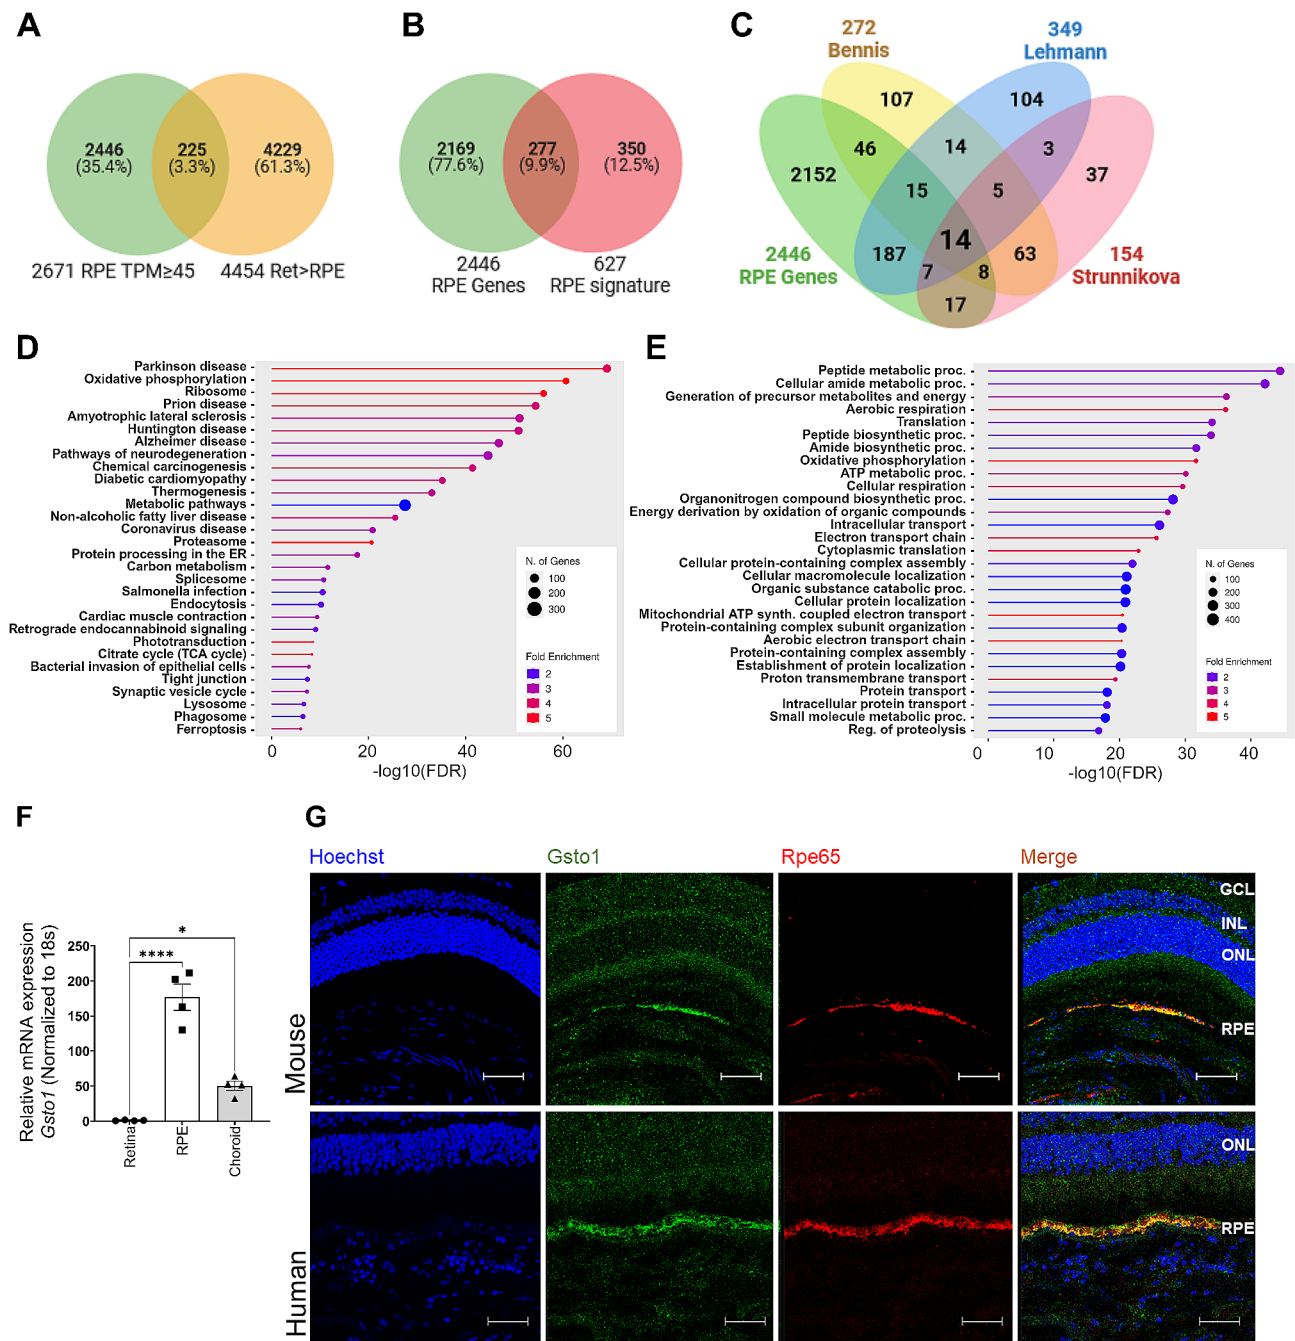 A
2446
(35.4%)
225
(3.3%)
4229
(61.3%)
2671 RPE TPM≥45
4454 Ret>RPE
B
2169
(77.6%)
277
(9.9%)
350
(12.5%)
2446
RPE Genes
627
RPE signature
C
272
Bennis
349
Lehmann
107
104
46
14
3
2152
15
5
37
14
187
7
8
63
17
2446
RPE Genes
154
Strunnikova
D
Parkinson disease
Oxidative phosphorylation
Ribosome
Prion disease
Amyotrophic lateral sclerosis
Huntington disease
Alzheimer disease
Pathways of neurodegeneration
Chemical carcinogenesis
Diabetic cardiomyopathy
Thermogenesis
Metabolic pathways
Non-alcoholic fatty liver disease
Coronavirus disease
Proteasome
Protein processing in the ER
Carbon metabolism
Splicesome
Salmonella infection
Endocytosis
Cardiac muscle contraction
Retrograde endocannabinoid signaling
Phototransduction
Citrate cycle (TCA cycle)
Bacterial invasion of epithelial cells
Tight junction
Synaptic vesicle cycle
Lysosome
Phagosome
Ferroptosis
0
20
40
60
-log10(FDR)
N. of Genes
100
200
300
Fold Enrichment
2
3
4
5
E
Peptide metabolic proc.
Cellular amide metabolic proc.
Generation of precursor metabolites and energy
Aerobic respiration
Translation
Peptide biosynthetic proc.
Amide biosynthetic proc.
Oxidative phosphorylation
ATP metabolic proc.
Cellular respiration
Organonitrogen compound biosynthetic proc.
Energy derivation by oxidation of organic compounds
Intracellular transport
Electron transport chain
Cytoplasmic translation
Cellular protein-containing complex assembly
Cellular macromolecule localization
Organic substance catabolic proc.
Cellular protein localization
Mitochondrial ATP synth. coupled electron transport
Protein-containing complex subunit organization
Aerobic electron transport chain
Protein-containing complex assembly
Establishment of protein localization
Proton transmembrane transport
Protein transport
Intracellular protein transport
Small molecule metabolic proc.
Reg. of proteolysis
0
10
20
30
40
-log10(FDR)
N. of Genes
100
200
300
400
Fold Enrichment
2
3
4
5
F
Relative mRNA expression
Gsto1 (Normalized to 18s)
250
200
150
100
50
0
*
****
Retina
RPE
Choroid
G
Hoechst
Gsto1
Rpe65
Merge
Mouse
GCL
INL
ONL
RPE
Human
ONL
RPE